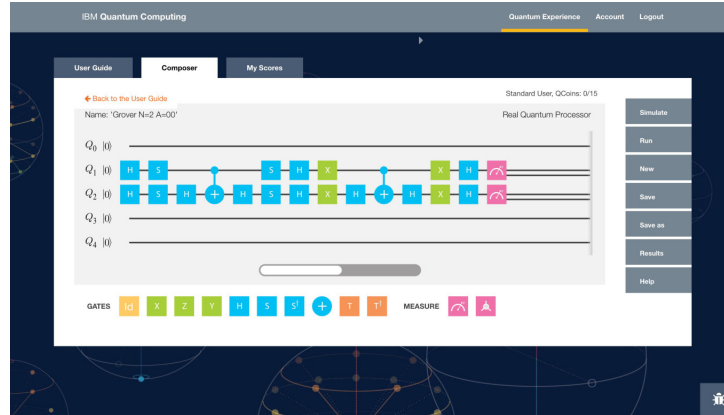 IBM Quantum Computing
Quantum Experience Account Logout
User Guide Composer My Scores
← Back to the User Guide
Standard User, QCoins: 0/15
Name: 'Grover N=2 A=00'
Real Quantum Processor
Simulate
Run
New
Save
Save as
Results
Help
Q0 |0⟩
Q1 |0⟩ H S S H X X H
Q2 |0⟩ H S H + H S H X H + H X H
Q3 |0⟩
Q4 |0⟩
GATES Id X Z Y H S S† + T T† MEASURE